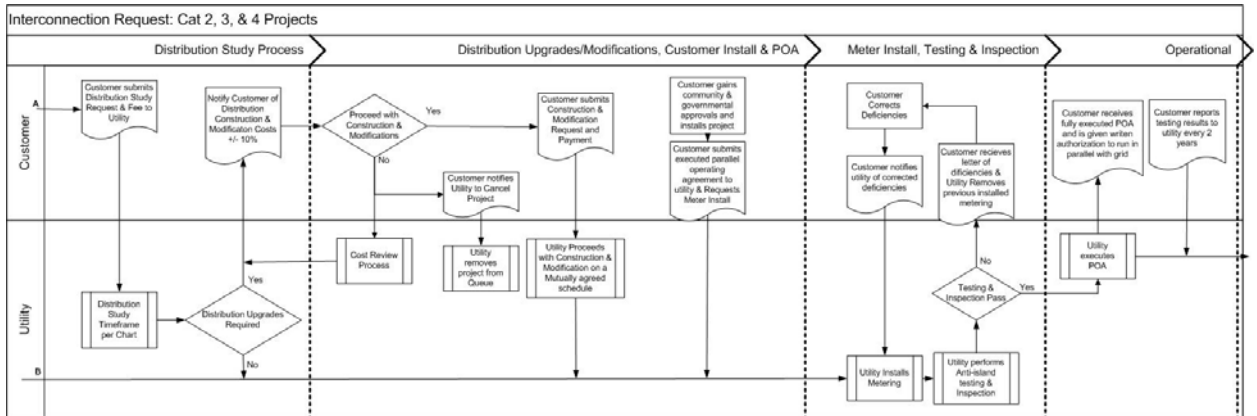 Interconnection Request: Cat 2, 3, & 4 Projects
Distribution Study Process
Distribution Upgrades/Modifications, Customer Install & POA
Meter Install, Testing & Inspection
Operational
Customer
A
Customer submits
Distribution Study
Request & Fee to
Utility
Notify Customer of
Distribution
Construction &
Modificaton Costs
+/- 10%
Proceed with
Construction &
Modifications
Yes
No
Customer submits
Construction &
Modification
Request and
Payment
Customer notifies
Utility to Cancel
Project
Customer gains
community &
governmental
approvals and
installs project
Customer submits
executed parallel
operating
agreement to
utility & Requests
Meter Install
Customer
Corrects
Deficiencies
Customer notifies
utility of corrected
deficiencies
Customer recieves
letter of
dificiencies &
Utility Removes
previous installed
metering
Customer receives
fully executed POA
and is given writen
authorization to run in
parallel with grid
Customer reports
testing results to
utility every 2
years
Utility
Distribution
Study
Timeframe
per Chart
Distribution Upgrades
Required
Yes
No
Cost Review
Process
Utility
removes
project from
Queue
Utility Proceeds
with Construction &
Modification on a
Mutually agreed
schedule
Testing &
Inspection Pass
No
Yes
Utility
executes
POA
B
Utility Installs
Metering
Utility performs
Anti-island
testing &
Inspection